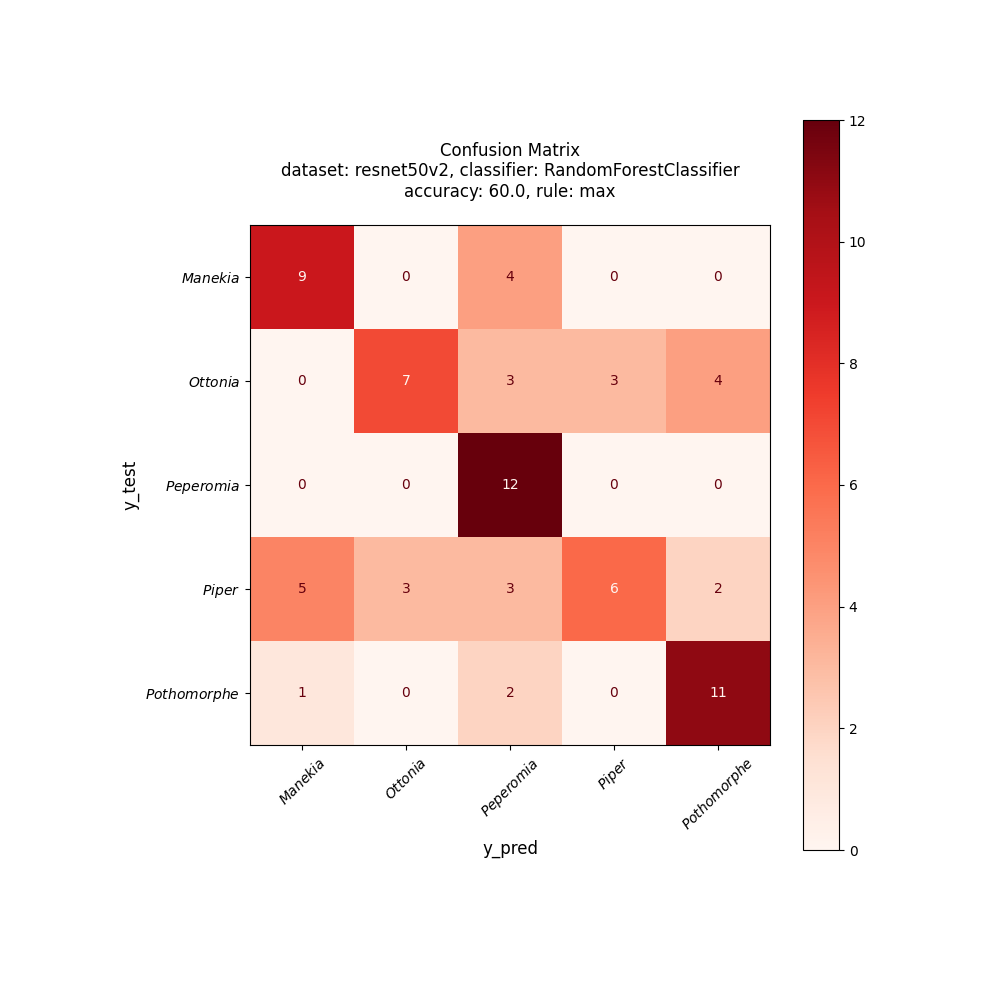 Confusion Matrix
dataset: resnet50v2, classifier: RandomForestClassifier
accuracy: 60.0, rule: max
y_test
Manekia 9 0 4 0 0
Ottonia 0 7 3 3 4
Peperomia 0 0 12 0 0
Piper 5 3 3 6 2
Pothomorphe 1 0 2 0 11
Manekia Ottonia Peperomia Piper Pothomorphe
y_pred
12
10
8
6
4
2
0